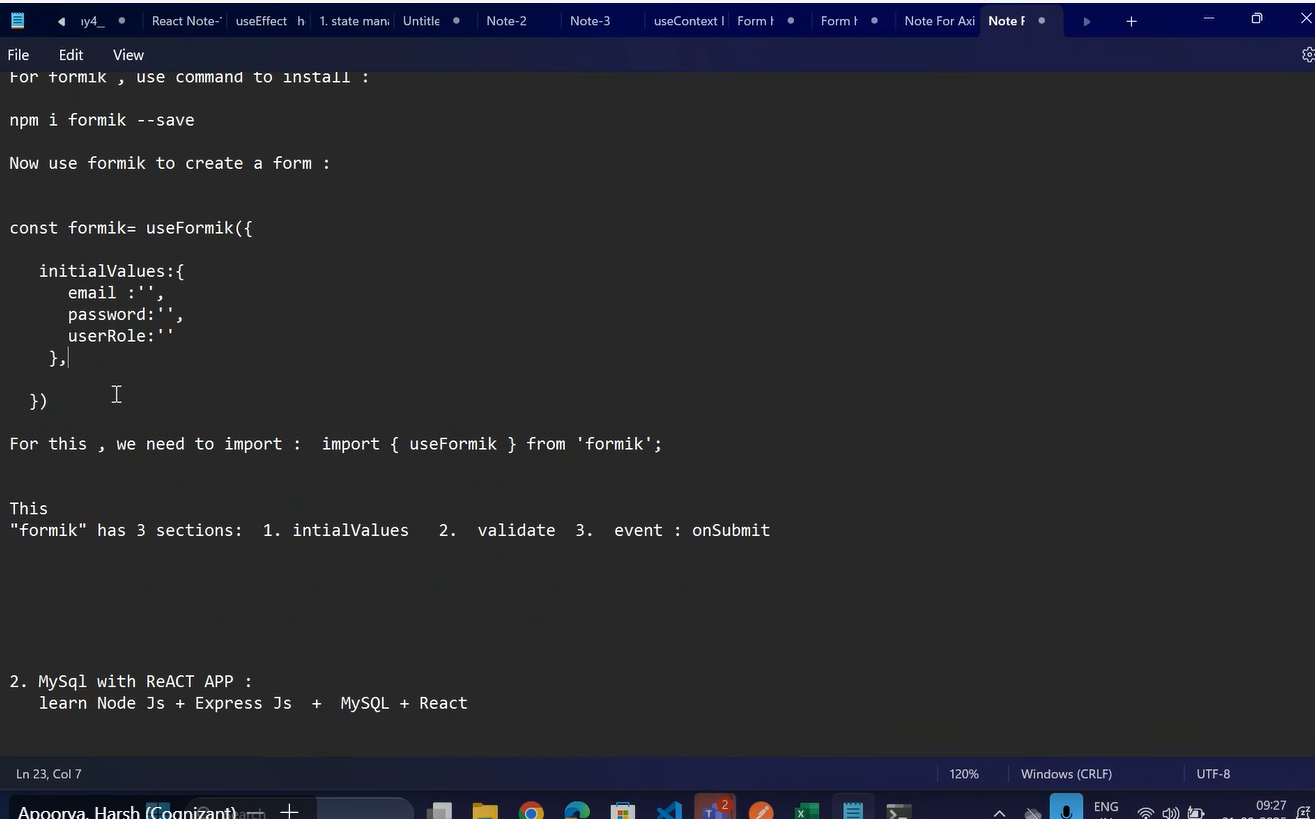 ny4_ React Note- useEffect h 1. state man Untitle Note-2 Note-3 useContext Form Form Note For Axi Note F
File Edit View
For formik , use command to install :
npm i formik --save
Now use formik to create a form :
const formik= useFormik({
initialValues:{
email :'',
password:'',
userRole:''
},
})
For this , we need to import : import { useFormik } from 'formik';
This
"formik" has 3 sections: 1. intialValues 2. validate 3. event : onSubmit
2. MySql with ReACT APP :
learn Node Js + Express Js + MySQL + React
Ln 23, Col 7 120% Windows (CRLF) UTF-8
Apoorva, Harsh (Cognizant) 2 ENG 09:27